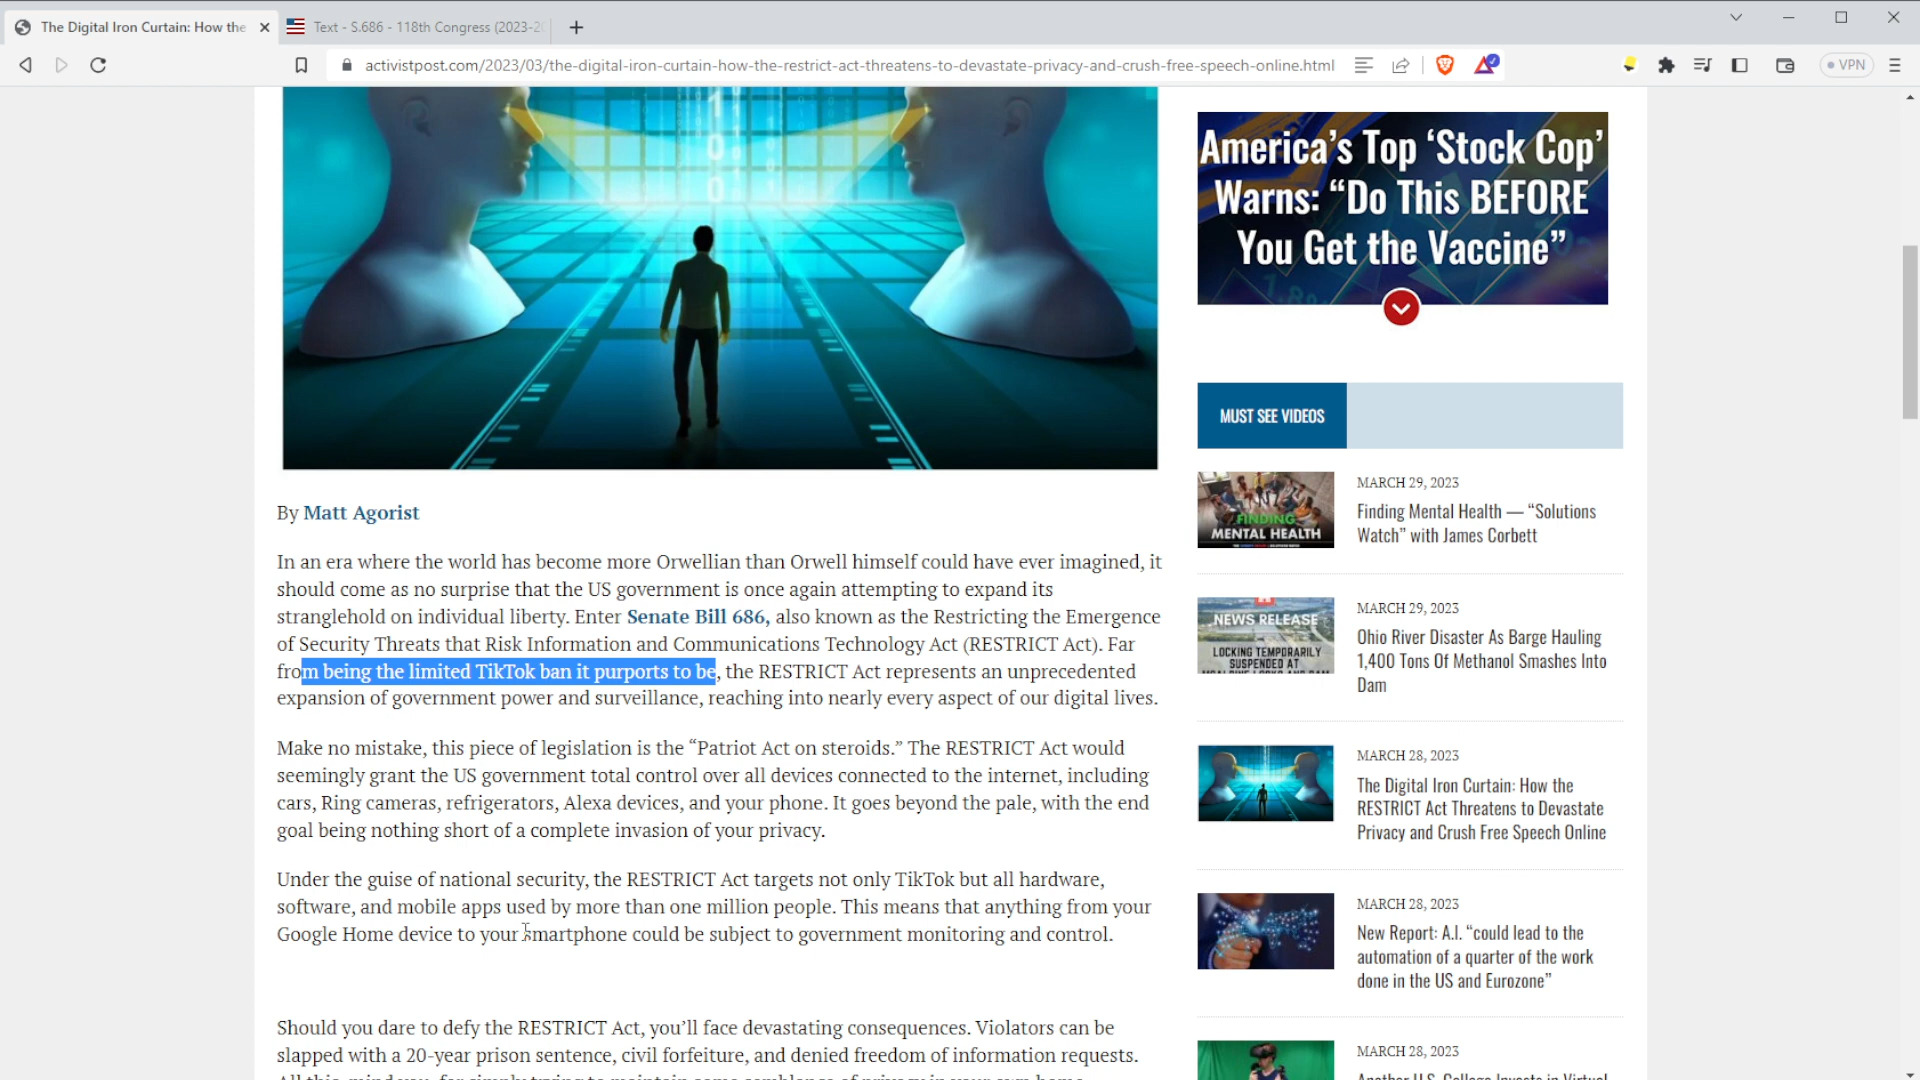 The Digital Iron Curtain: How the
Text - S.686 - 118th Congress (2023-20
activistpost.com/2023/03/the-digital-iron-curtain-how-the-restrict-act-threatens-to-devastate-privacy-and-crush-free-speech-online.html
VPN
By Matt Agorist
In an era where the world has become more Orwellian than Orwell himself could have ever imagined, it
should come as no surprise that the US government is once again attempting to expand its
stranglehold on individual liberty. Enter Senate Bill 686, also known as the Restricting the Emergence
of Security Threats that Risk Information and Communications Technology Act (RESTRICT Act). Far
from being the limited TikTok ban it purports to be, the RESTRICT Act represents an unprecedented
expansion of government power and surveillance, reaching into nearly every aspect of our digital lives.
Make no mistake, this piece of legislation is the “Patriot Act on steroids.” The RESTRICT Act would
seemingly grant the US government total control over all devices connected to the internet, including
cars, Ring cameras, refrigerators, Alexa devices, and your phone. It goes beyond the pale, with the end
goal being nothing short of a complete invasion of your privacy.
Under the guise of national security, the RESTRICT Act targets not only TikTok but all hardware,
software, and mobile apps used by more than one million people. This means that anything from your
Google Home device to your smartphone could be subject to government monitoring and control.
Should you dare to defy the RESTRICT Act, you’ll face devastating consequences. Violators can be
slapped with a 20-year prison sentence, civil forfeiture, and denied freedom of information requests.
America’s Top ‘Stock Cop’
Warns: “Do This BEFORE
You Get the Vaccine”
MUST SEE VIDEOS
FINDING
MENTAL HEALTH
MARCH 29, 2023
Finding Mental Health — “Solutions
Watch” with James Corbett
NEWS RELEASE
LOCKING TEMPORARILY
SUSPENDED AT
MARCH 29, 2023
Ohio River Disaster As Barge Hauling
1,400 Tons Of Methanol Smashes Into
Dam
MARCH 28, 2023
The Digital Iron Curtain: How the
RESTRICT Act Threatens to Devastate
Privacy and Crush Free Speech Online
MARCH 28, 2023
New Report: A.I. “could lead to the
automation of a quarter of the work
done in the US and Eurozone”
MARCH 28, 2023